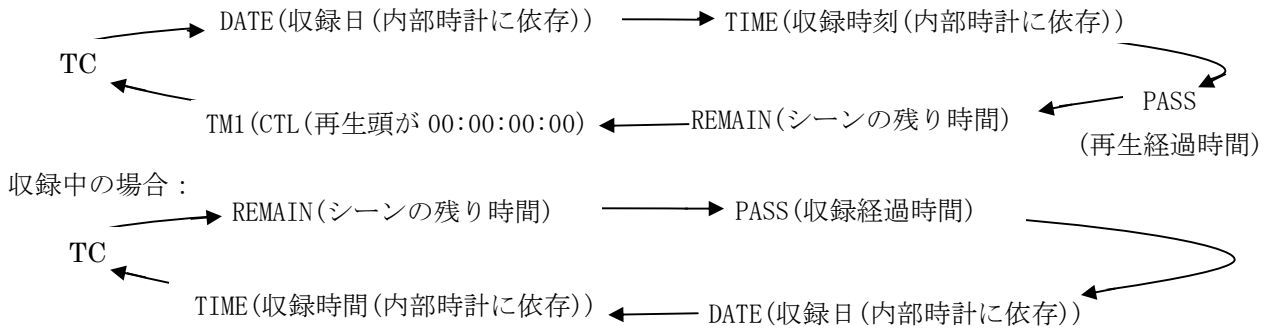 DATE(収録日(内部時計に依存)) TIME(収録時刻(内部時計に依存))
TC
PASS
(再生経過時間)
REMAIN(シーンの残り時間)
TM1(CTL(再生頭が 00:00:00:00)
収録中の場合：
REMAIN(シーンの残り時間) PASS(収録経過時間)
TC
DATE(収録日(内部時計に依存))
TIME(収録時間(内部時計に依存))